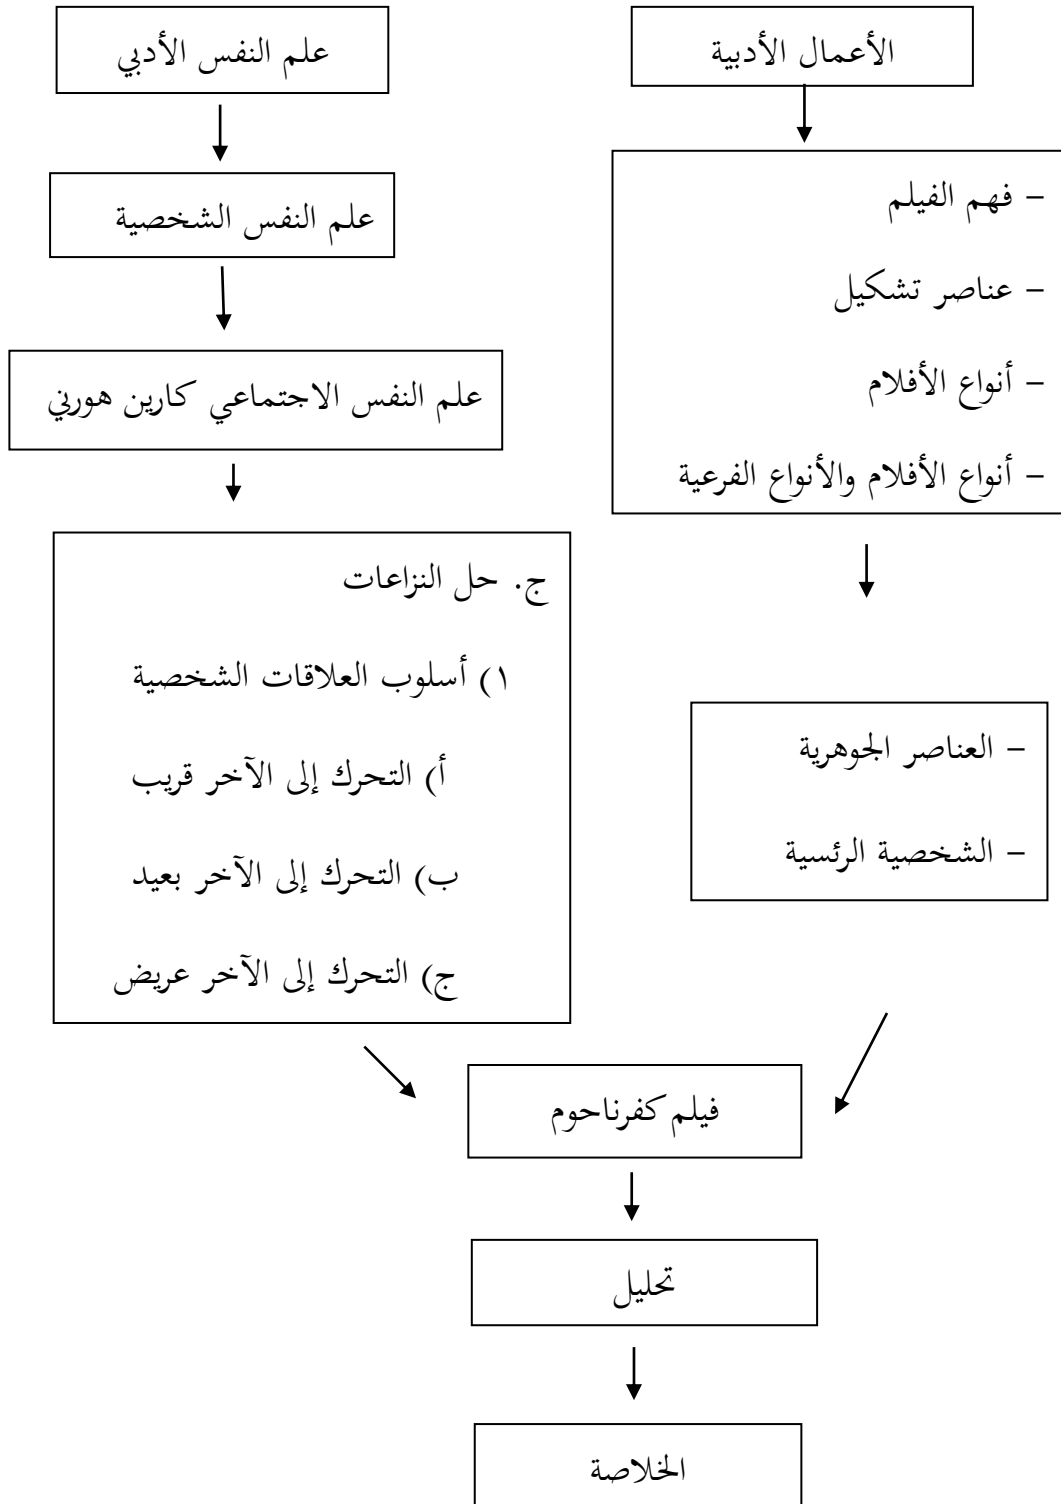 الأعمال الأدبية
– فهم الفيلم
– عناصر تشكيل
– أنواع الأفلام
– أنواع الأفلام والأنواع الفرعية
– العناصر الجوهرية
– الشخصية الرئسية
علم النفس الأدبي
علم النفس الشخصية
علم النفس الاجتماعي كارين هورني
ج. حل النزاعات
١) أسلوب العلاقات الشخصية
أ) التحرك إلى الآخر قريب
ب) التحرك إلى الآخر بعيد
ج) التحرك إلى الآخر عريض
فيلم كفرناحوم
تحليل
الخلاصة